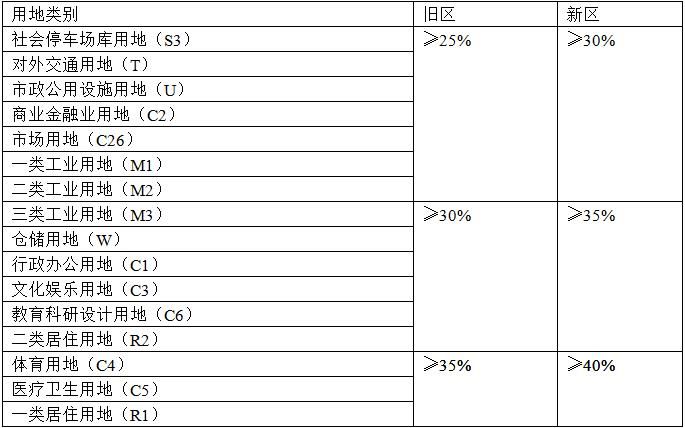 用地类别 旧区 新区
社会停车场库用地（S3） ⩾25% ⩾30%
对外交通用地（T）
市政公用设施用地（U）
商业金融业用地（C2）
市场用地（C26）
一类工业用地（M1）
二类工业用地（M2）
三类工业用地（M3） ⩾30% ⩾35%
仓储用地（W）
行政办公用地（C1）
文化娱乐用地（C3）
教育科研设计用地（C6）
二类居住用地（R2）
体育用地（C4） ⩾35% ⩾40%
医疗卫生用地（C5）
一类居住用地（R1）